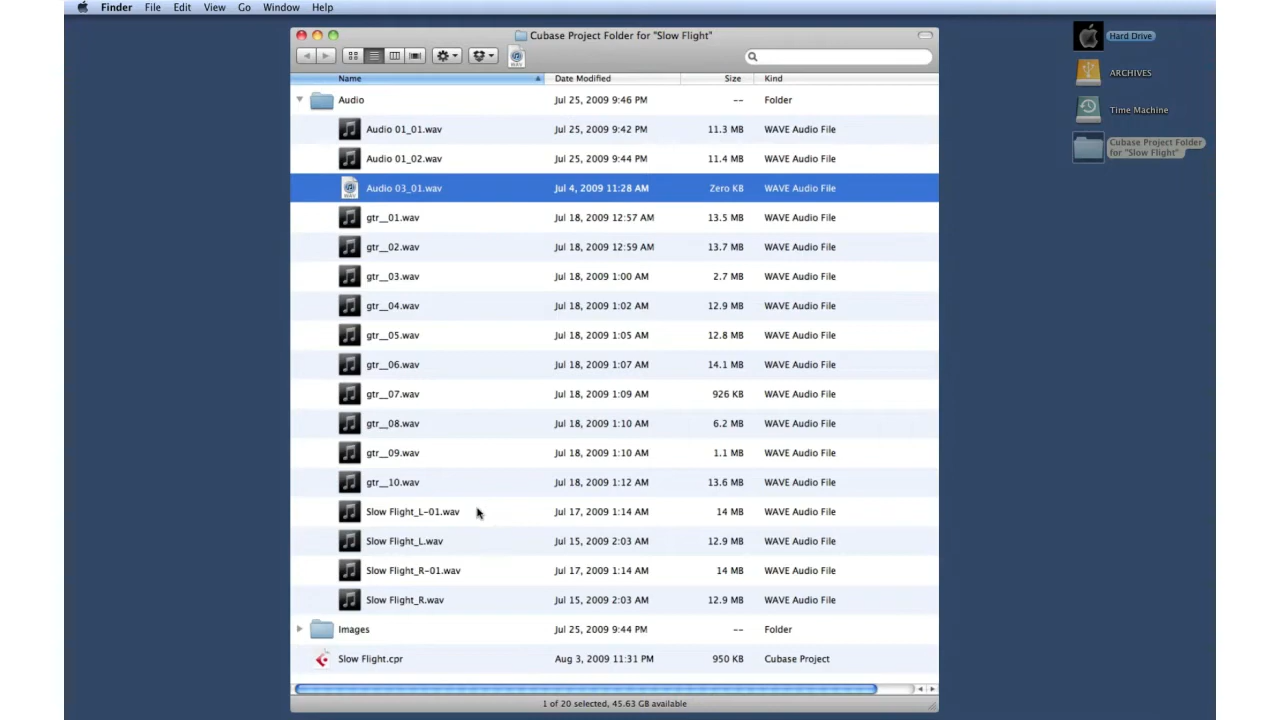 Finder File Edit View Go Window Help
Cubase Project Folder for "Slow Flight"
Name Date Modified Size Kind
Audio Jul 25, 2009 9:46 PM -- Folder
Audio 01_01.wav Jul 25, 2009 9:42 PM 11.3 MB WAVE Audio File
Audio 01_02.wav Jul 25, 2009 9:44 PM 11.4 MB WAVE Audio File
Audio 03_01.wav Jul 4, 2009 11:28 AM Zero KB WAVE Audio File
gtr__01.wav Jul 18, 2009 12:57 AM 13.5 MB WAVE Audio File
gtr__02.wav Jul 18, 2009 12:59 AM 13.7 MB WAVE Audio File
gtr__03.wav Jul 18, 2009 1:00 AM 2.7 MB WAVE Audio File
gtr__04.wav Jul 18, 2009 1:02 AM 12.9 MB WAVE Audio File
gtr__05.wav Jul 18, 2009 1:05 AM 12.8 MB WAVE Audio File
gtr__06.wav Jul 18, 2009 1:07 AM 14.1 MB WAVE Audio File
gtr__07.wav Jul 18, 2009 1:09 AM 926 KB WAVE Audio File
gtr__08.wav Jul 18, 2009 1:10 AM 6.2 MB WAVE Audio File
gtr__09.wav Jul 18, 2009 1:10 AM 1.1 MB WAVE Audio File
gtr__10.wav Jul 18, 2009 1:12 AM 13.6 MB WAVE Audio File
Slow Flight_L-01.wav Jul 17, 2009 1:14 AM 14 MB WAVE Audio File
Slow Flight_L.wav Jul 15, 2009 2:03 AM 12.9 MB WAVE Audio File
Slow Flight_R-01.wav Jul 17, 2009 1:14 AM 14 MB WAVE Audio File
Slow Flight_R.wav Jul 15, 2009 2:03 AM 12.9 MB WAVE Audio File
Images Jul 25, 2009 9:44 PM -- Folder
Slow Flight.cpr Aug 3, 2009 11:31 PM 950 KB Cubase Project
1 of 20 selected, 45.63 GB available
Hard Drive
ARCHIVES
Time Machine
Cubase Project Folder
for "Slow Flight"